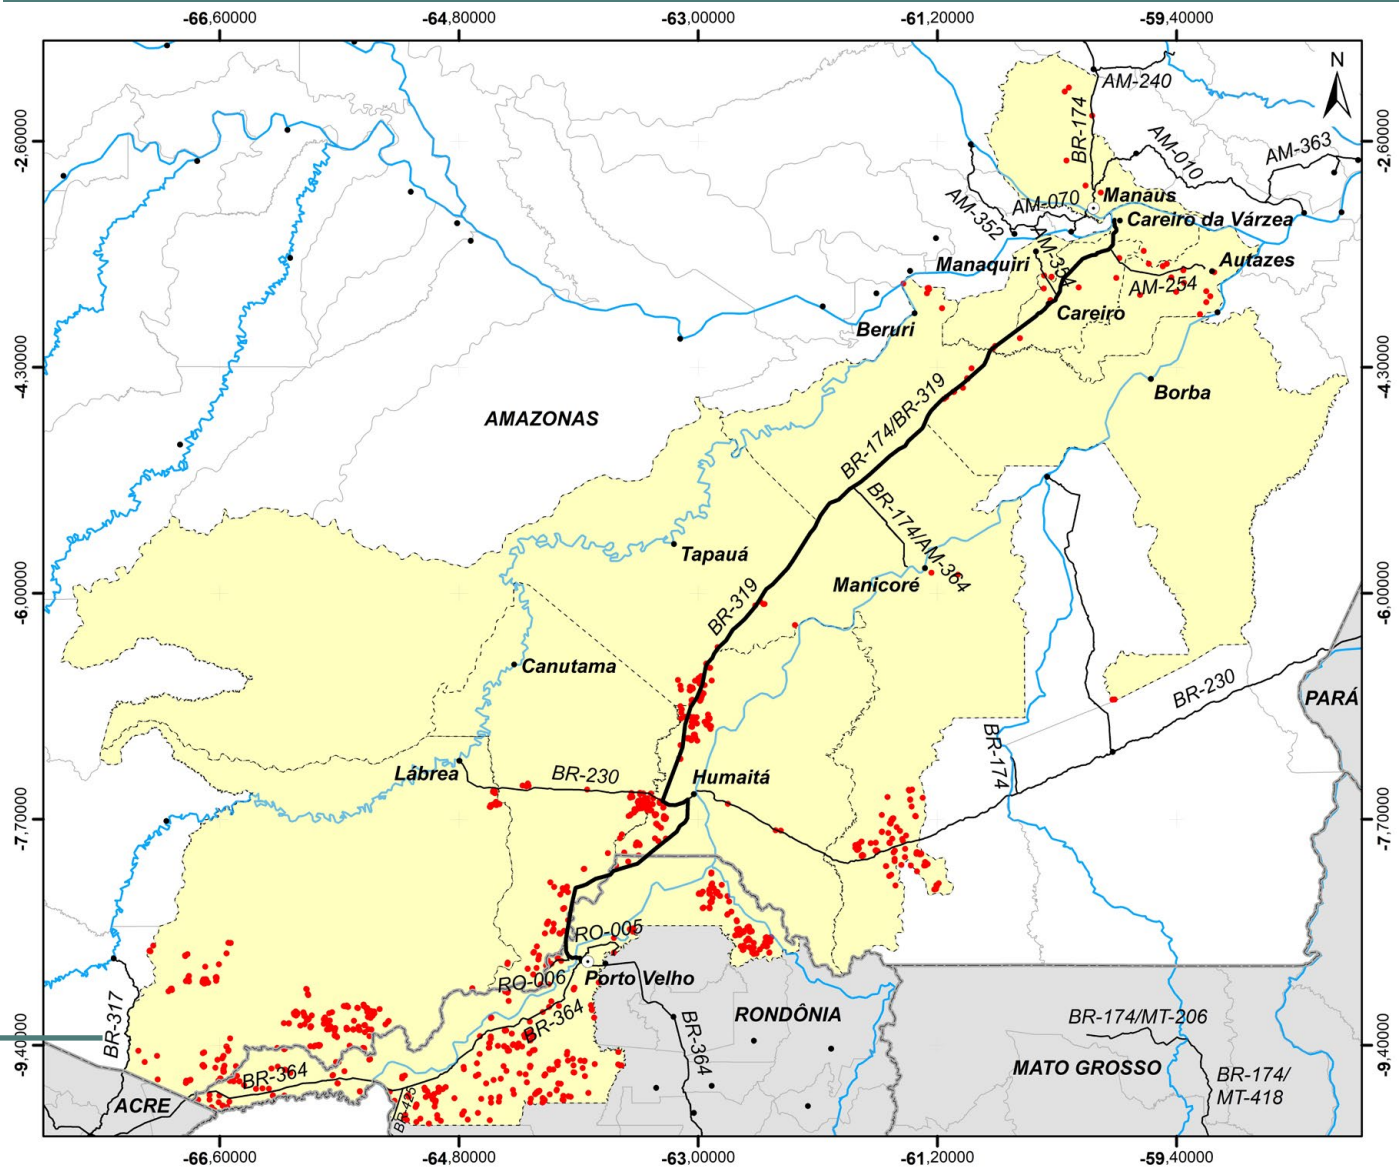 -66,60000
-64,80000
-63,00000
-61,20000
-59,40000
N
AM-240
BR-174
-2,60000
-2,60000
AM-010
AM-363
AM-352
AM-070
Manaus
Careiro da Várzea
AM-354
Manaquiri
Autazes
AM-254
Careiro
Beruri
-4,30000
-4,30000
BR-174/BR-319
Borba
AMAZONAS
BR-174/AM-364
Tapauá
Manicoré
-6,00000
-6,00000
BR-319
Canutama
BR-230
PARÁ
BR-174
Lábrea
BR-230
Humaitá
-7,70000
-7,70000
RO-005
RO-006
Porto Velho
BR-317
BR-364
BR-364
RONDÔNIA
BR-174/MT-206
-9,40000
-9,40000
BR-364
MATO GROSSO
BR-174/
MT-418
ACRE
BR-425
-66,60000
-64,80000
-63,00000
-61,20000
-59,40000